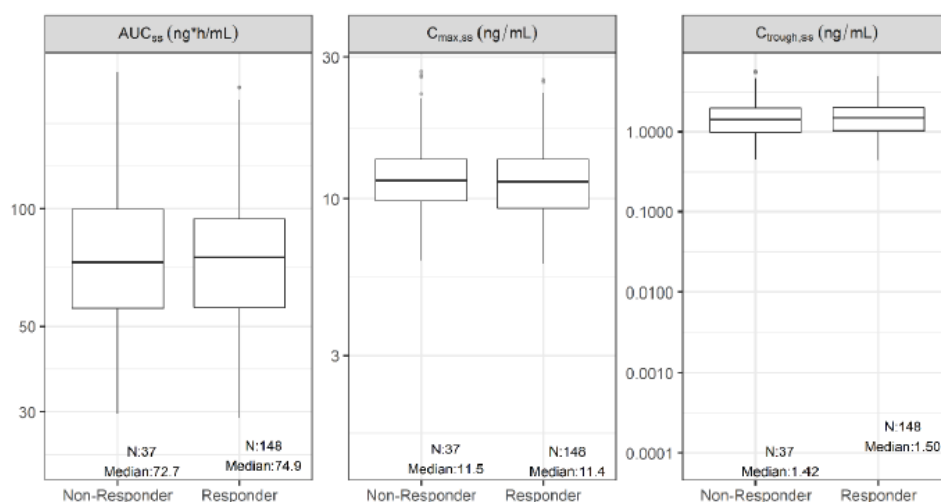 AUCss (ng*h/mL)
100
50
30
N:37
Median:72.7
N:148
Median:74.9
Non-Responder
Responder
Cmax,ss (ng/mL)
30
10
3
N:37
Median:11.5
N:148
Median:11.4
Non-Responder
Responder
Ctrough,ss (ng/mL)
1.0000
0.1000
0.0100
0.0010
0.0001
N:37
Median:1.42
N:148
Median:1.50
Non-Responder
Responder